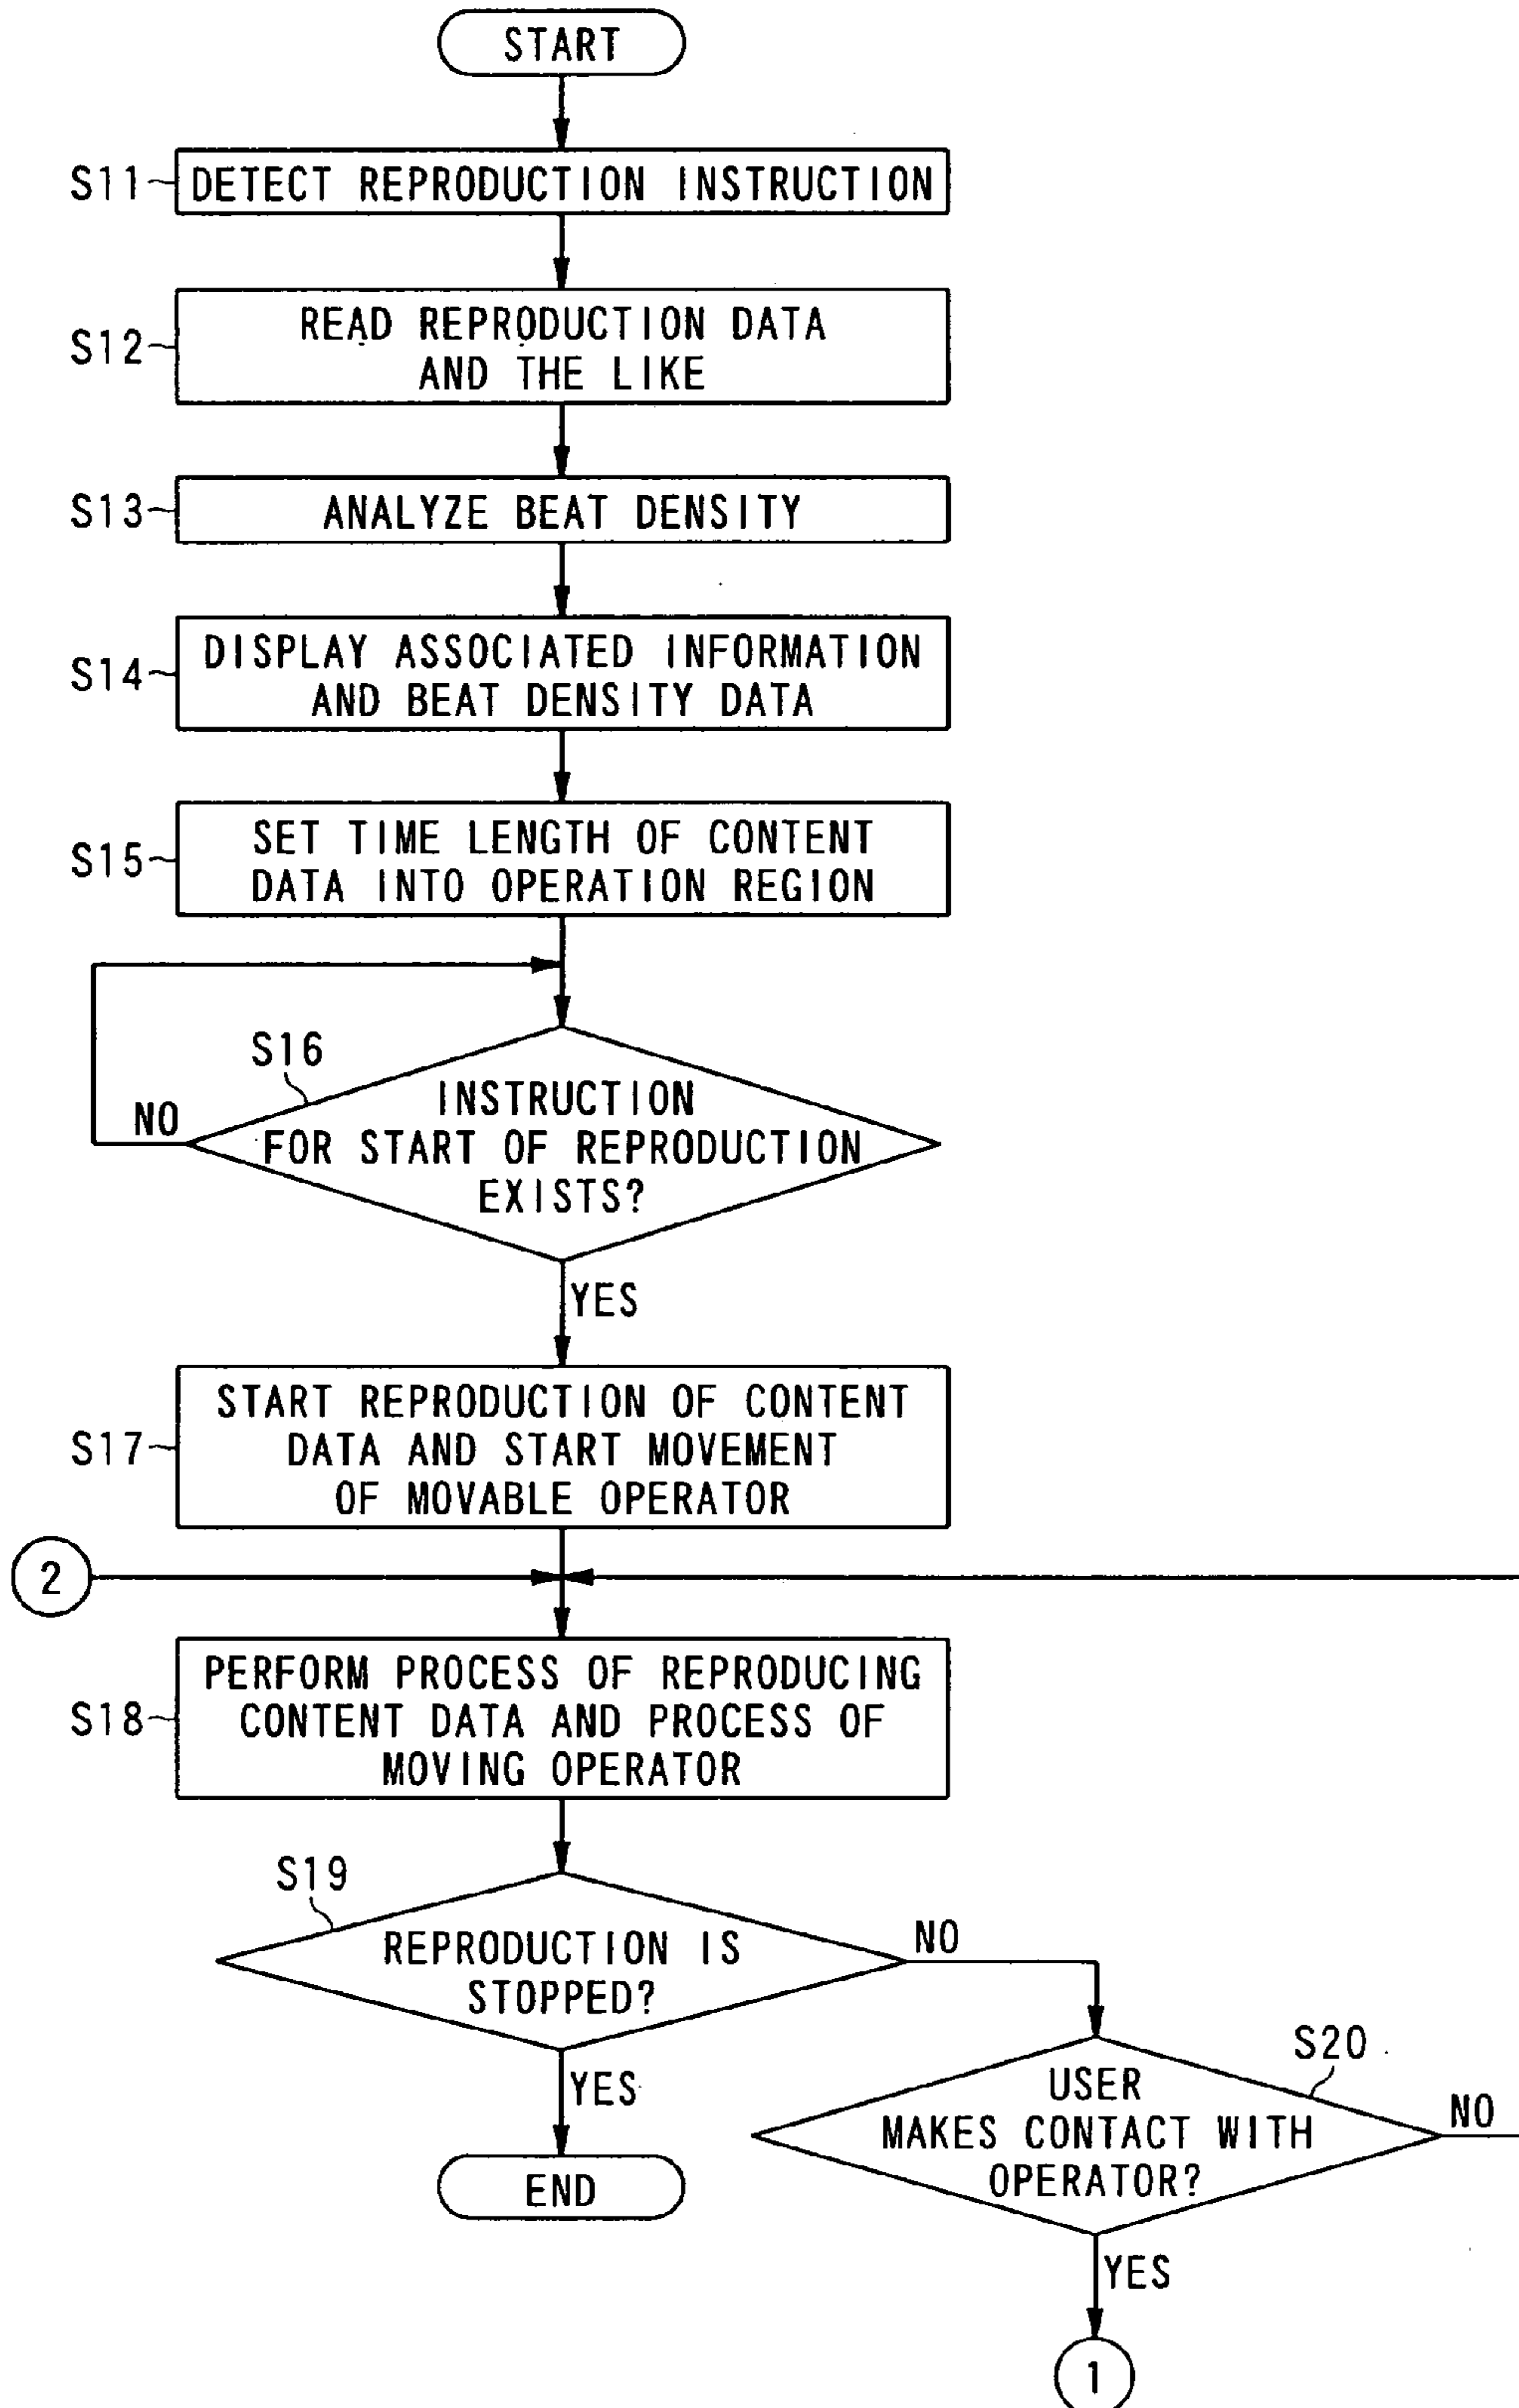 START
S11
DETECT REPRODUCTION INSTRUCTION
S12
READ REPRODUCTION DATA
AND THE LIKE
S13
ANALYZE BEAT DENSITY
S14
DISPLAY ASSOCIATED INFORMATION
AND BEAT DENSITY DATA
S15
SET TIME LENGTH OF CONTENT
DATA INTO OPERATION REGION
S16
INSTRUCTION
FOR START OF REPRODUCTION
EXISTS?
NO
YES
S17
START REPRODUCTION OF CONTENT
DATA AND START MOVEMENT
OF MOVABLE OPERATOR
2
S18
PERFORM PROCESS OF REPRODUCING
CONTENT DATA AND PROCESS OF
MOVING OPERATOR
S19
REPRODUCTION IS
STOPPED?
NO
YES
END
S20
USER
MAKES CONTACT WITH
OPERATOR?
NO
YES
1